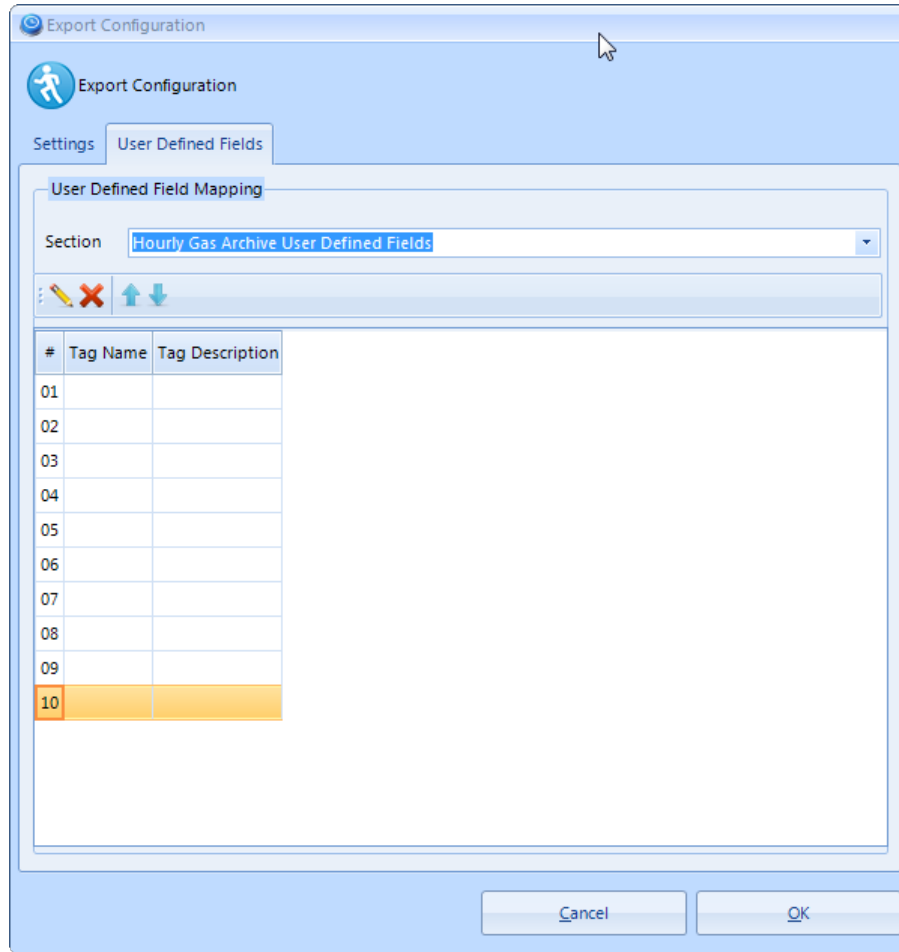 Export Configuration
Export Configuration
Settings User Defined Fields
User Defined Field Mapping
Section Hourly Gas Archive User Defined Fields
# Tag Name Tag Description
01
02
03
04
05
06
07
08
09
10
Cancel OK